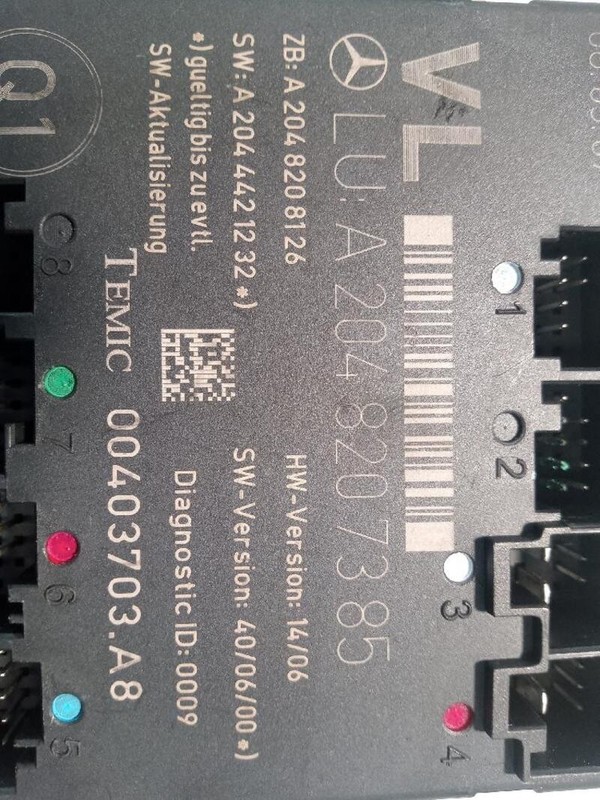 VL
LU: A 204 820 73 85
ZB: A 204 820 81 26
HW-Version: 14/06
SW: A 204 442 12 32 *)
SW-Version: 40/06/00 *)
*) gueltig bis zu evtl.
SW-Aktualisierung
Diagnostic ID: 0009
TEMIC 00403703.A8
Q1
1
2
3
4
8
7
6
5